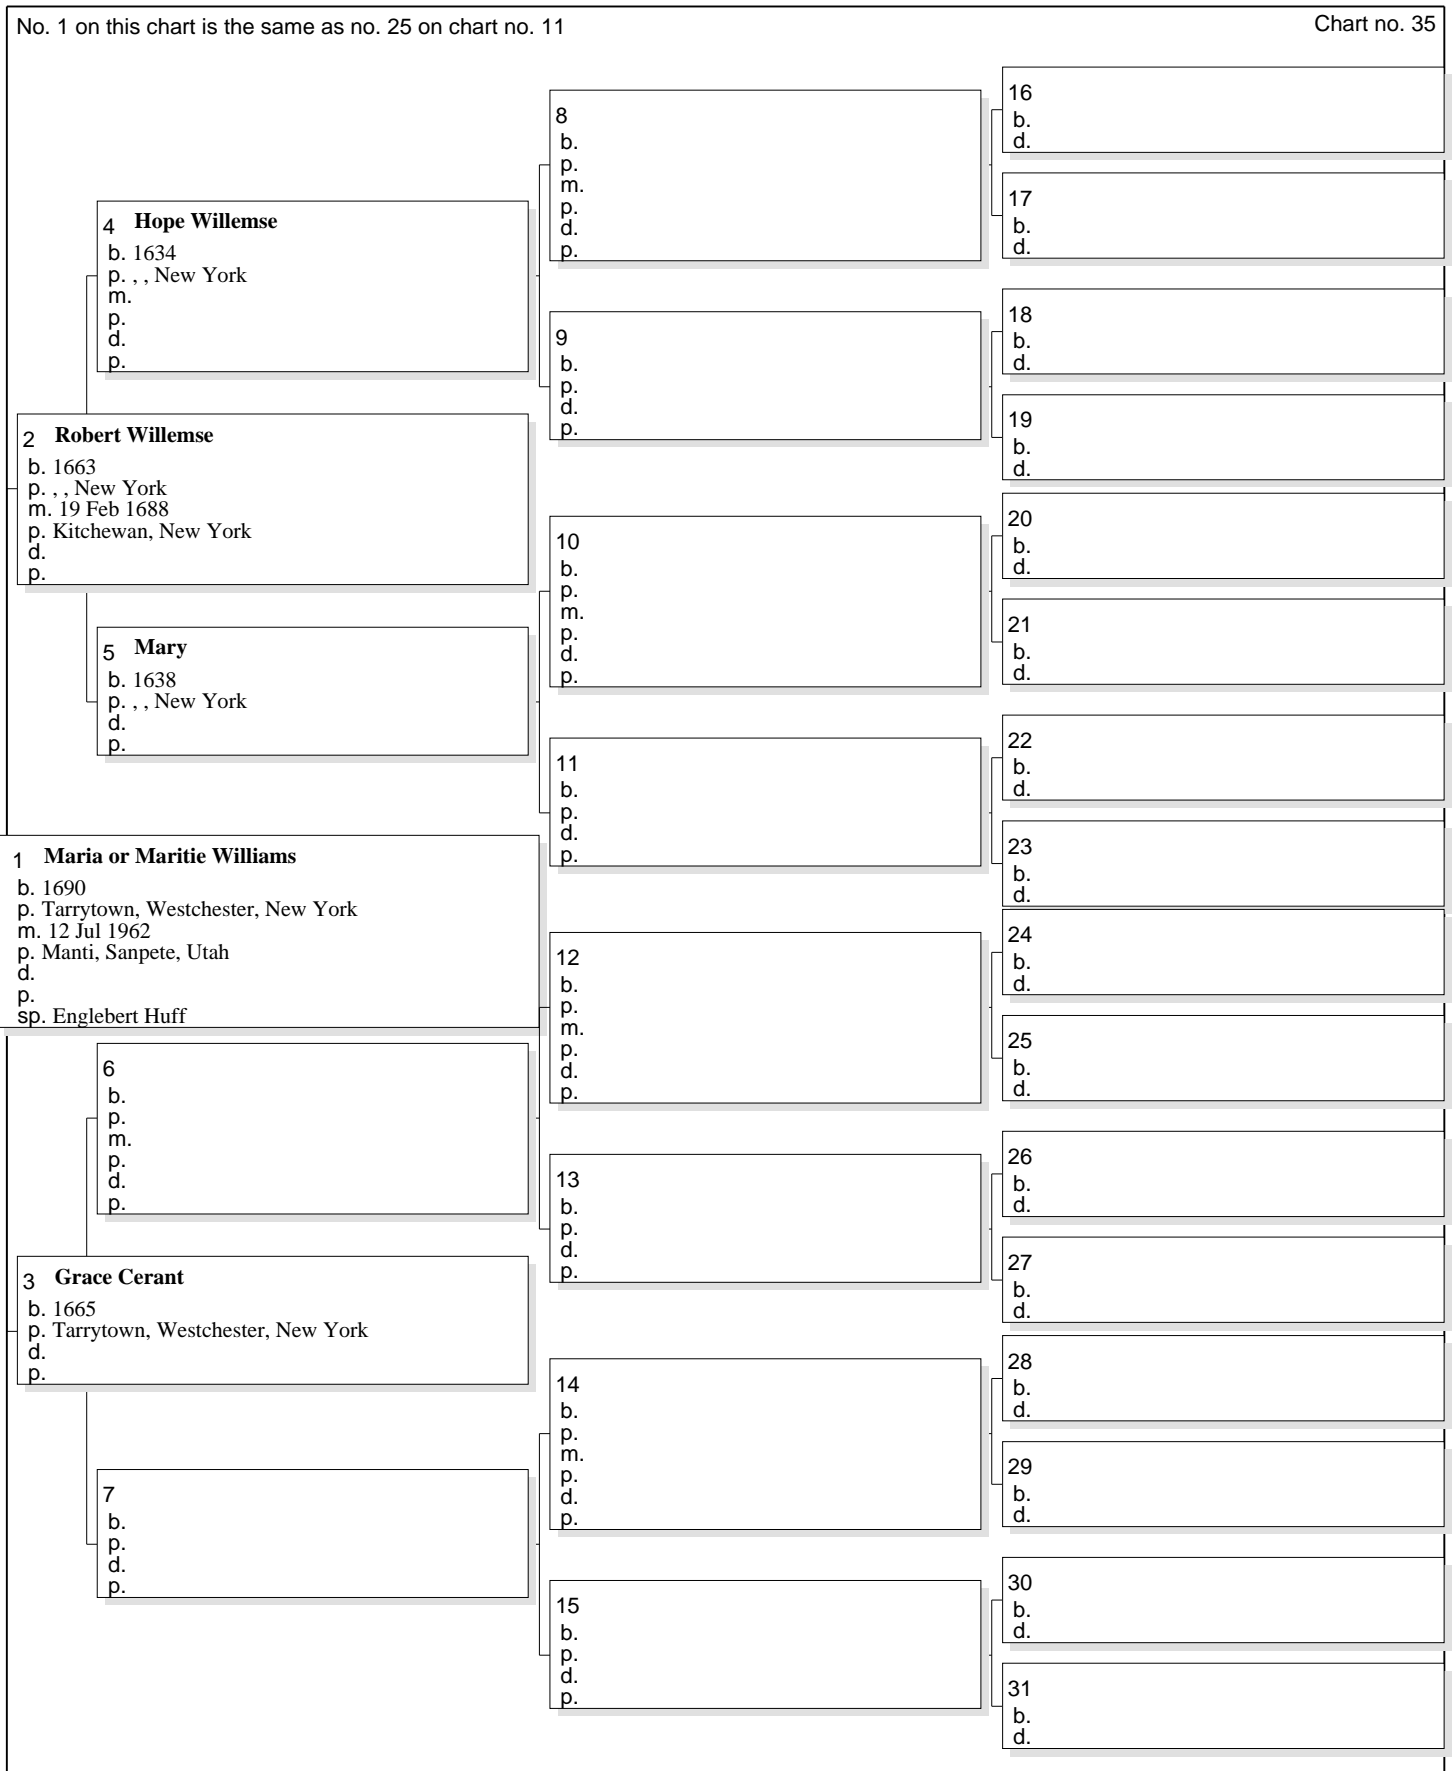 No. 1 on this chart is the same as no. 25 on chart no. 11
Chart no. 35
4 Hope Willemse
b. 1634
p. , , New York
m.
p.
d.
p.
2 Robert Willemse
b. 1663
p. , , New York
m. 19 Feb 1688
p. Kitchewan, New York
d.
p.
5 Mary
b. 1638
p. , , New York
d.
p.
1 Maria or Maritie Williams
b. 1690
p. Tarrytown, Westchester, New York
m. 12 Jul 1962
p. Manti, Sanpete, Utah
d.
p.
sp. Englebert Huff
6
b.
p.
m.
p.
d.
p.
3 Grace Cerant
b. 1665
p. Tarrytown, Westchester, New York
d.
p.
7
b.
p.
d.
p.
8
b.
p.
m.
p.
d.
p.
9
b.
p.
d.
p.
10
b.
p.
m.
p.
d.
p.
11
b.
p.
d.
p.
12
b.
p.
m.
p.
d.
p.
13
b.
p.
d.
p.
14
b.
p.
m.
p.
d.
p.
15
b.
p.
d.
p.
16
b.
d.
17
b.
d.
18
b.
d.
19
b.
d.
20
b.
d.
21
b.
d.
22
b.
d.
23
b.
d.
24
b.
d.
25
b.
d.
26
b.
d.
27
b.
d.
28
b.
d.
29
b.
d.
30
b.
d.
31
b.
d.